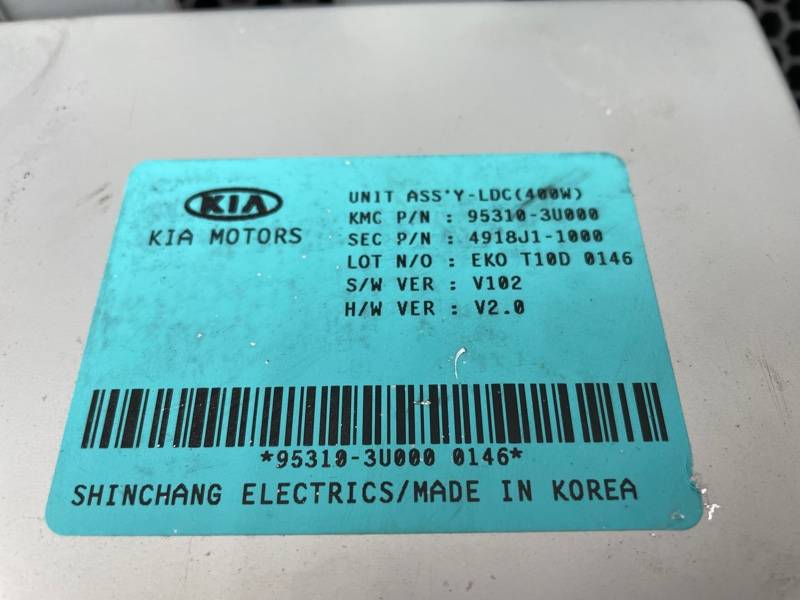 KIA
KIA MOTORS
UNIT ASS'Y-LDC(400W)
KMC P/N : 95310-3U000
SEC P/N : 4918J1-1000
LOT N/O : EKO T10D 0146
S/W VER : V102
H/W VER : V2.0
*95310-3U000 0146*
SHINCHANG ELECTRICS/MADE IN KOREA